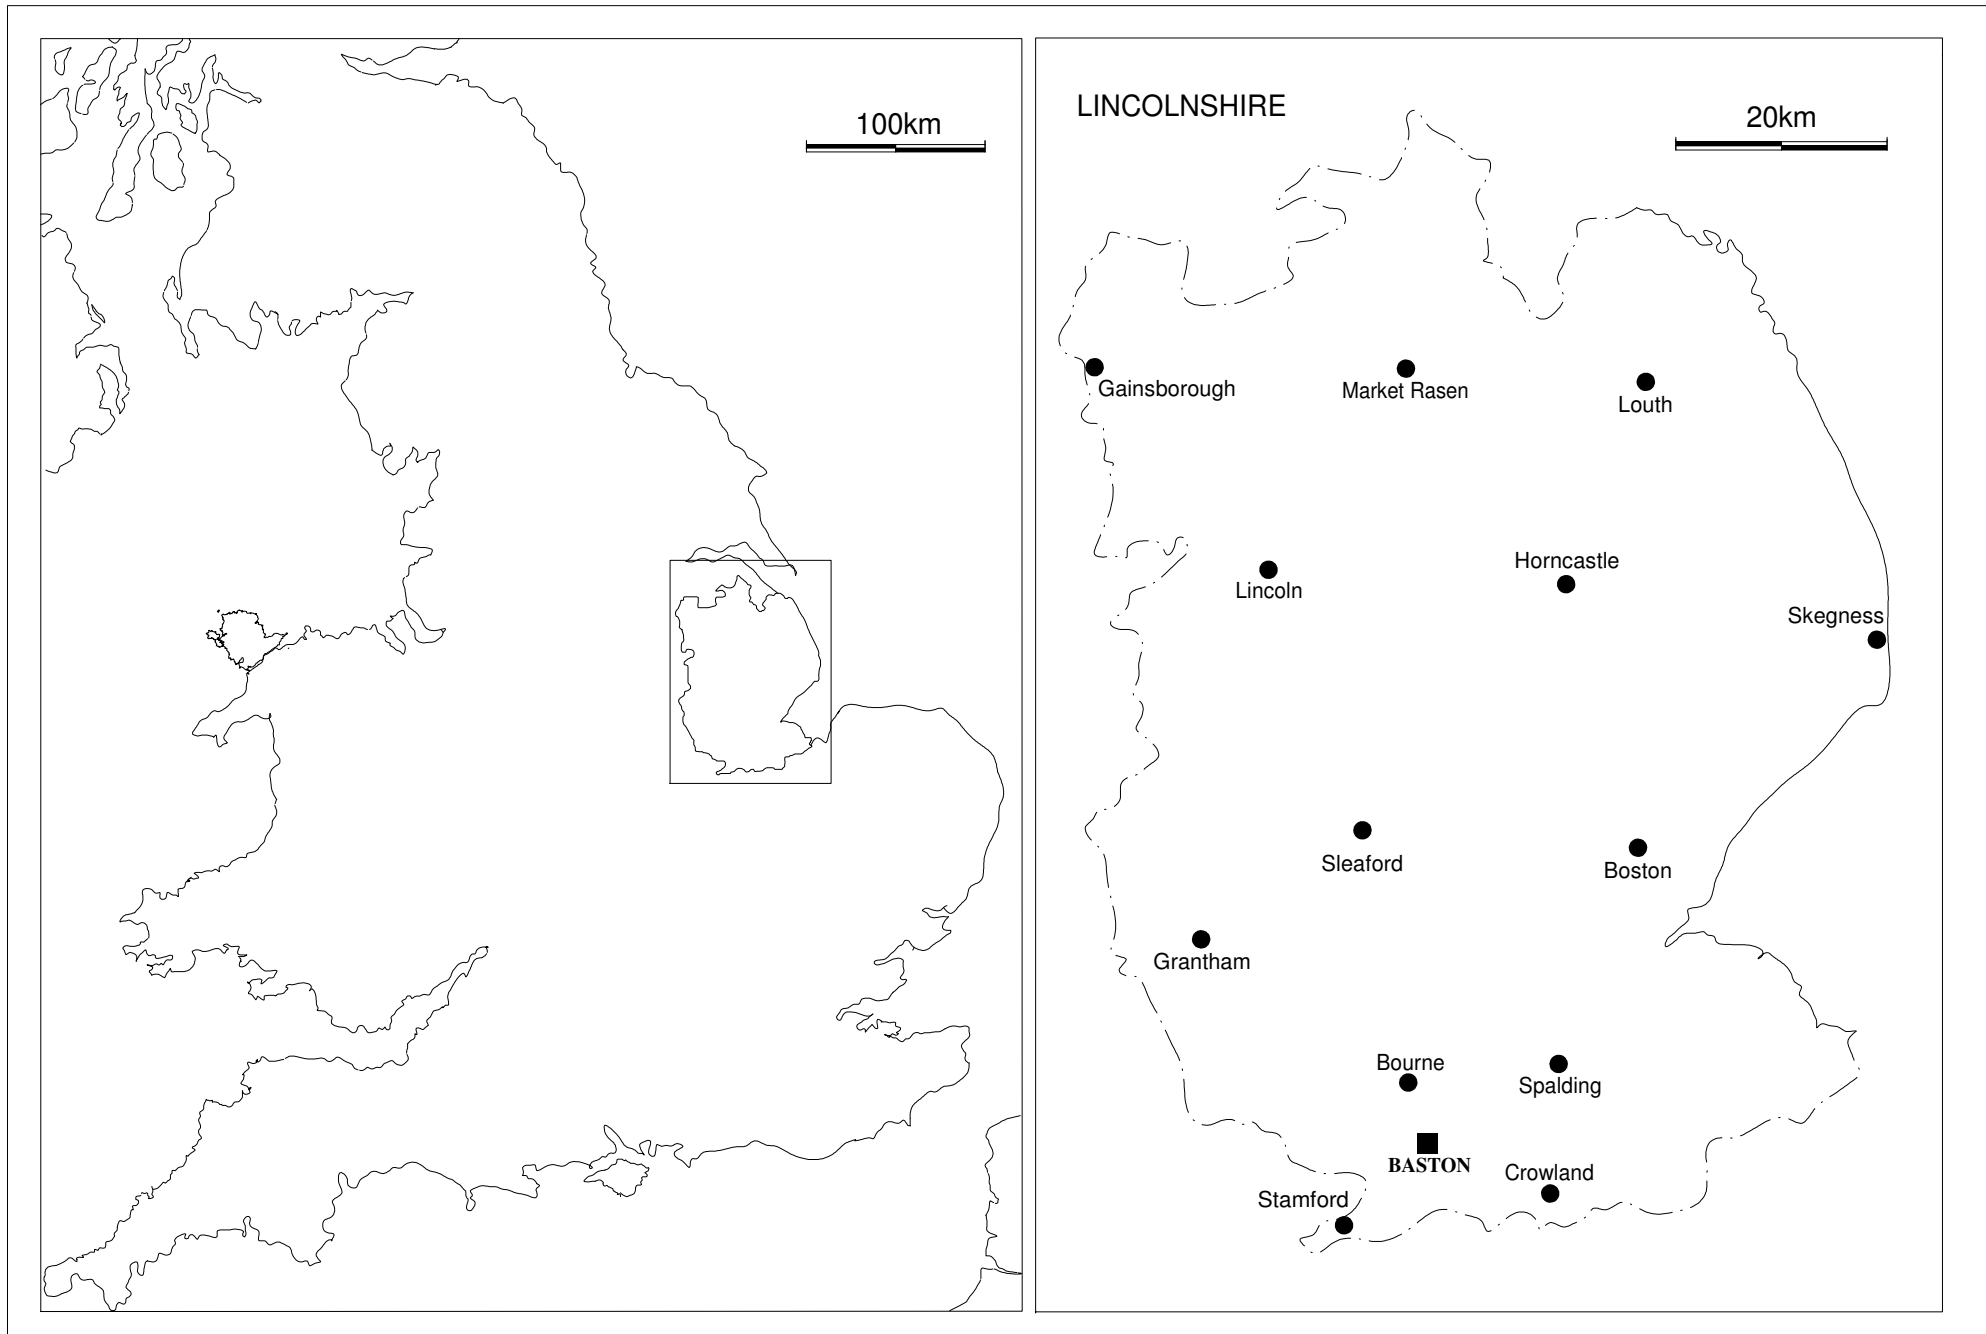 100km
LINCOLNSHIRE
20km
Gainsborough
Market Rasen
Louth
Horncastle
Lincoln
Skegness
Sleaford
Boston
Grantham
Bourne
Spalding
BASTON
Crowland
Stamford